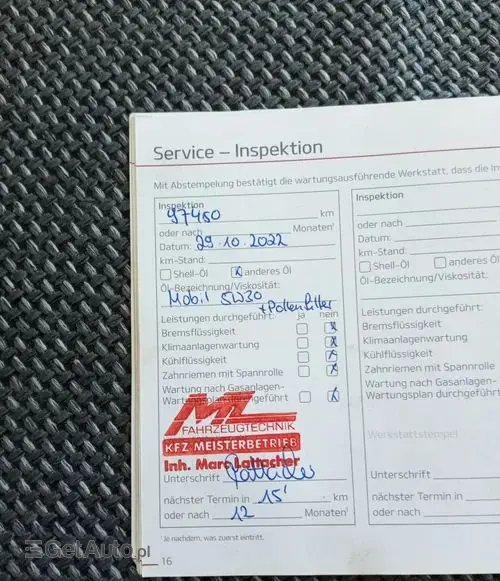 Service – Inspektion
Mit Abstempelung bestätigt die wartungsausführende Werkstatt, dass die In
Inspektion
97450 km
oder nach Monaten¹
Datum: 29.10.2022
km-Stand:
Shell-Öl x anderes Öl
Öl-Bezeichnung/Viskosität:
Mobil 5W30
+Pollenfilter
Leistungen durchgeführt: ja nein
Bremsflüssigkeit x
Klimaanlagenwartung x
Kühlflüssigkeit x
Zahnriemen mit Spannrolle x
Wartung nach Gasanlagen-
Wartungsplan durchgeführt x
MZ
FAHRZEUGTECHNIK
KFZ MEISTERBETRIEB
Inh. Marc Lattacher
Unterschrift
nächster Termin in 15' km
oder nach 12 Monaten¹
¹ Je nachdem, was zuerst eintritt.
16
Inspektion
oder nach
Datum:
km-Stand:
Shell-Öl anderes Öl
Öl-Bezeichnung/Viskosität:
Leistungen durchgeführt:
Bremsflüssigkeit
Klimaanlagenwartung
Kühlflüssigkeit
Zahnriemen mit Spannrolle
Wartung nach Gasanlagen-
Wartungsplan durchgeführt
Werkstattstempel
Unterschrift
nächster Termin in
oder nach
GetAuto.pl